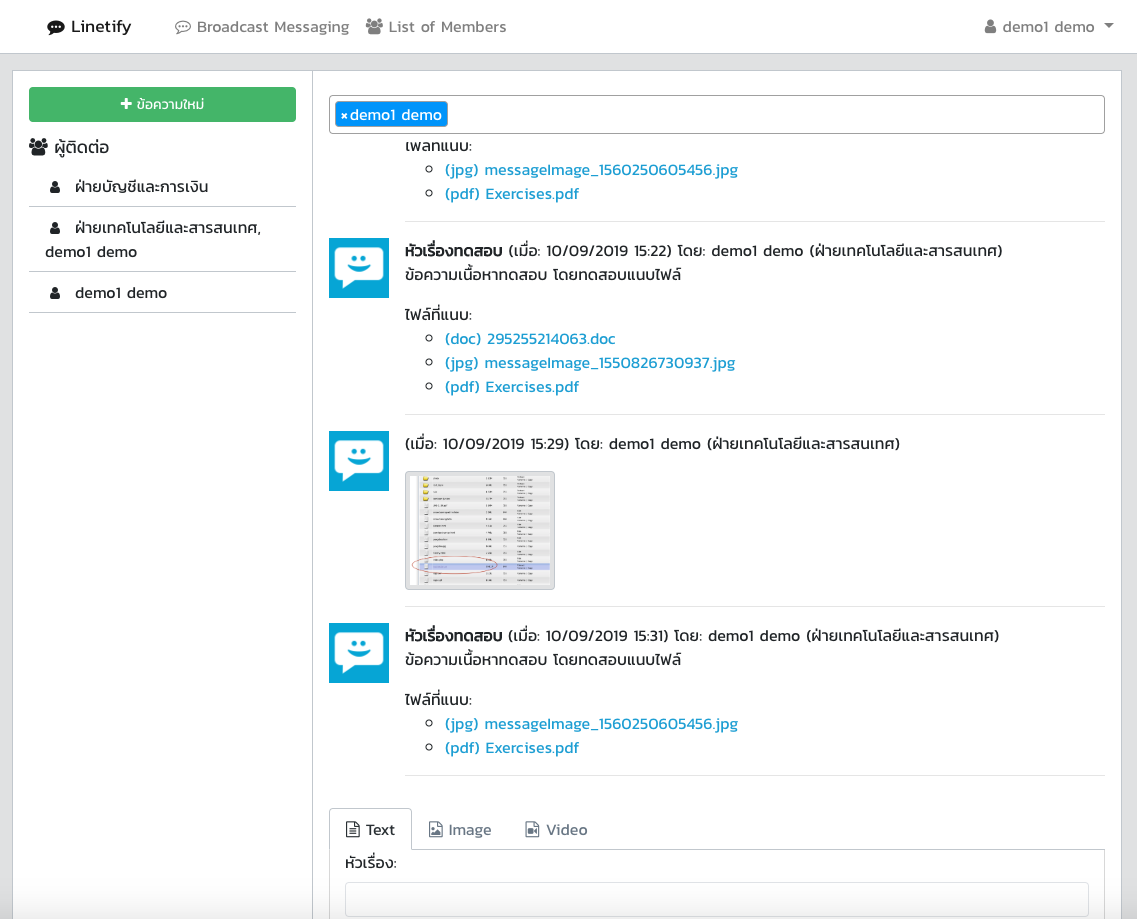 Linetify
Broadcast Messaging
List of Members
demo1 demo
ข้อความใหม่
ผู้ติดต่อ
ฝ่ายบัญชีและการเงิน
ฝ่ายเทคโนโลยีและสารสนเทศ,
demo1 demo
demo1 demo
×demo1 demo
ไฟล์ที่แนบ:
(jpg) messageImage_1560250605456.jpg
(pdf) Exercises.pdf
หัวเรื่องทดสอบ (เมื่อ: 10/09/2019 15:22) โดย: demo1 demo (ฝ่ายเทคโนโลยีและสารสนเทศ)
ข้อความเนื้อหาทดสอบ โดยทดสอบแนบไฟล์
ไฟล์ที่แนบ:
(doc) 295255214063.doc
(jpg) messageImage_1550826730937.jpg
(pdf) Exercises.pdf
(เมื่อ: 10/09/2019 15:29) โดย: demo1 demo (ฝ่ายเทคโนโลยีและสารสนเทศ)
หัวเรื่องทดสอบ (เมื่อ: 10/09/2019 15:31) โดย: demo1 demo (ฝ่ายเทคโนโลยีและสารสนเทศ)
ข้อความเนื้อหาทดสอบ โดยทดสอบแนบไฟล์
ไฟล์ที่แนบ:
(jpg) messageImage_1560250605456.jpg
(pdf) Exercises.pdf
Text
Image
Video
หัวเรื่อง: